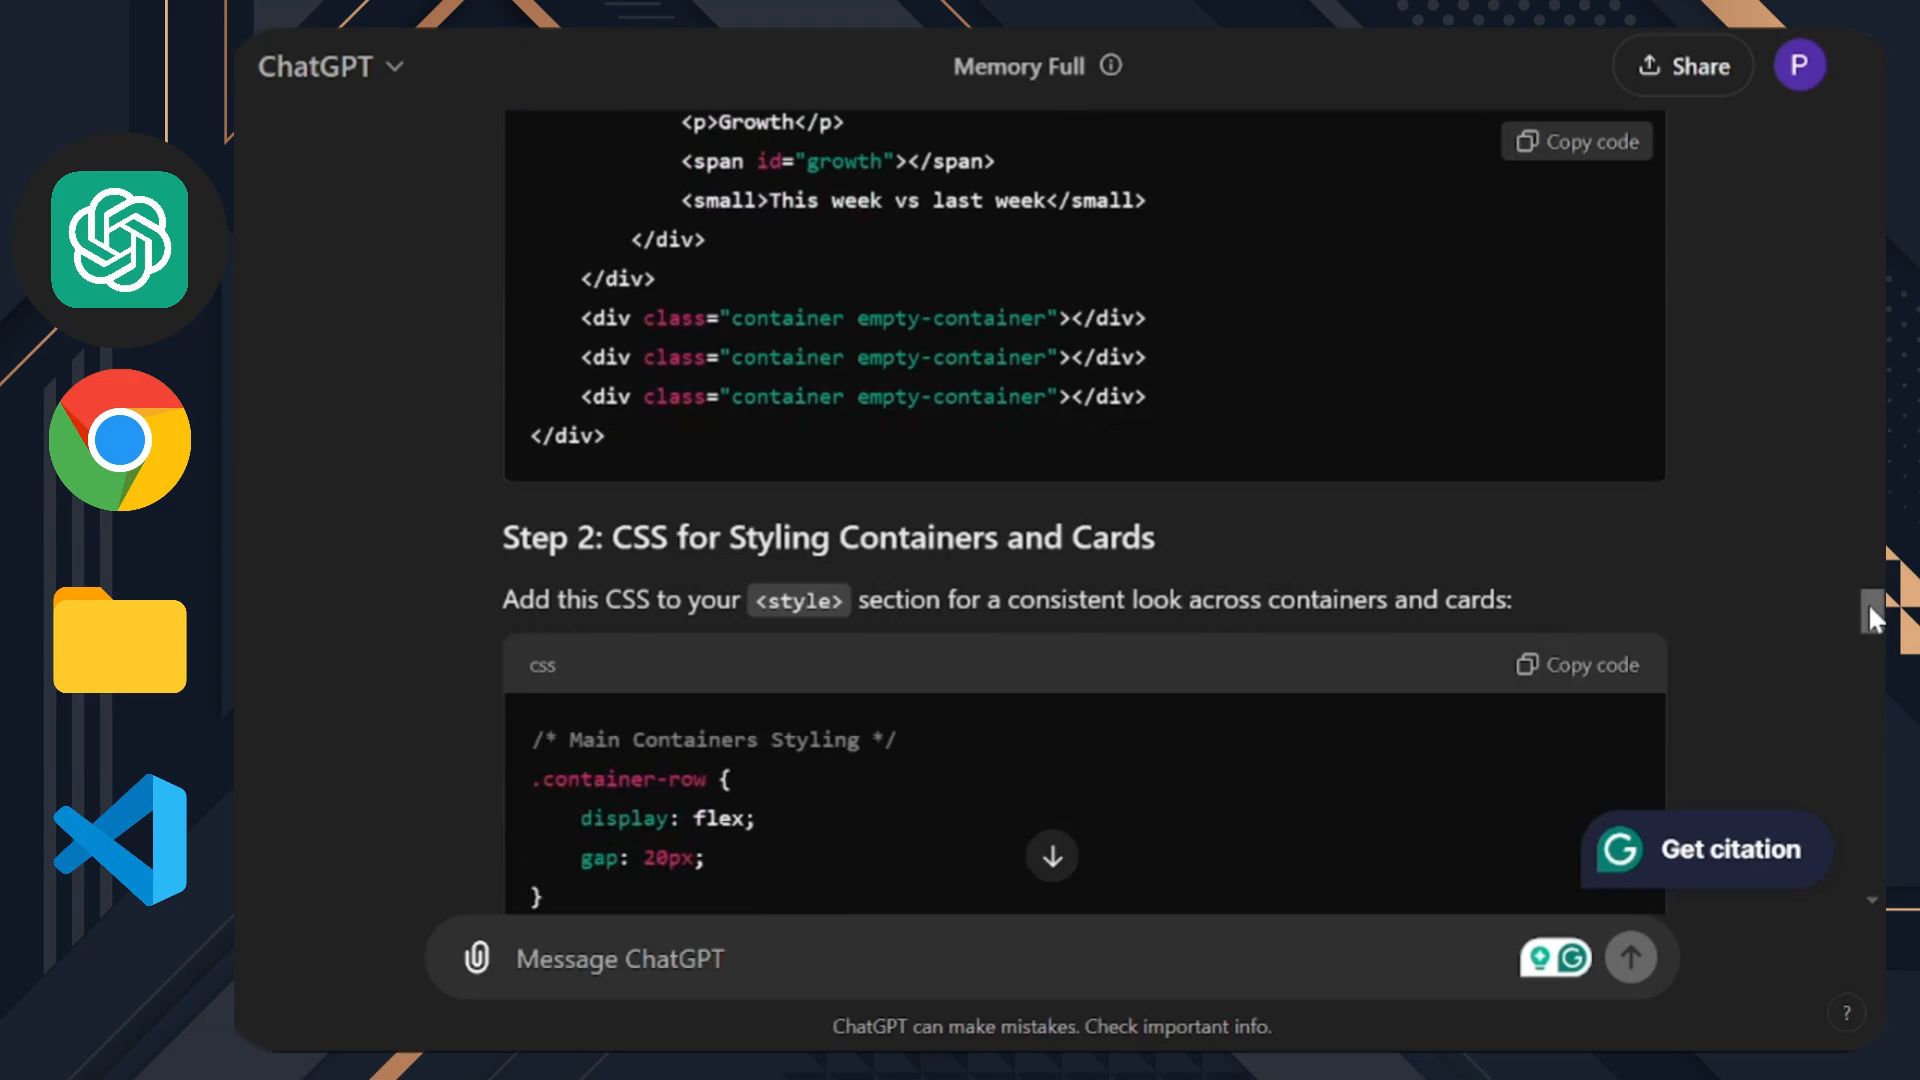 ChatGPT
Memory Full
Share
P
<p>Growth</p>
Copy code
<span id="growth"></span>
<small>This week vs last week</small>
</div>
</div>
<div class="container empty-container"></div>
<div class="container empty-container"></div>
<div class="container empty-container"></div>
</div>
Step 2: CSS for Styling Containers and Cards
Add this CSS to your <style> section for a consistent look across containers and cards:
css
Copy code
/* Main Containers Styling */
.container-row {
display: flex;
gap: 20px;
}
Get citation
Message ChatGPT
ChatGPT can make mistakes. Check important info.
?